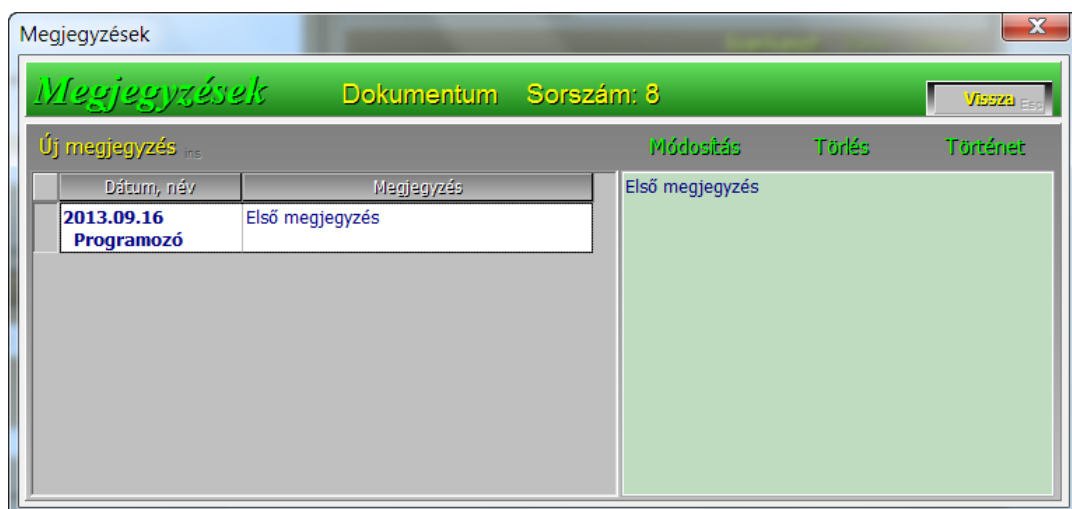 Megjegyzések
Megjegyzések Dokumentum Sorszám: 8 Vissza Esc
Új megjegyzés ins Módosítás Törlés Történet
Dátum, név Megjegyzés
2013.09.16 Első megjegyzés
Programozó
Első megjegyzés